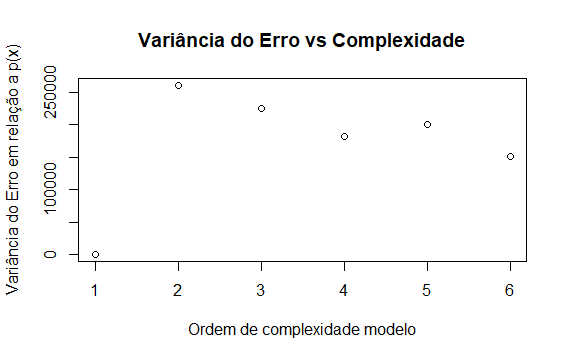 Variância do Erro vs Complexidade
Variância do Erro em relação a p(x)
250000
100000
0
1 2 3 4 5 6
Ordem de complexidade modelo